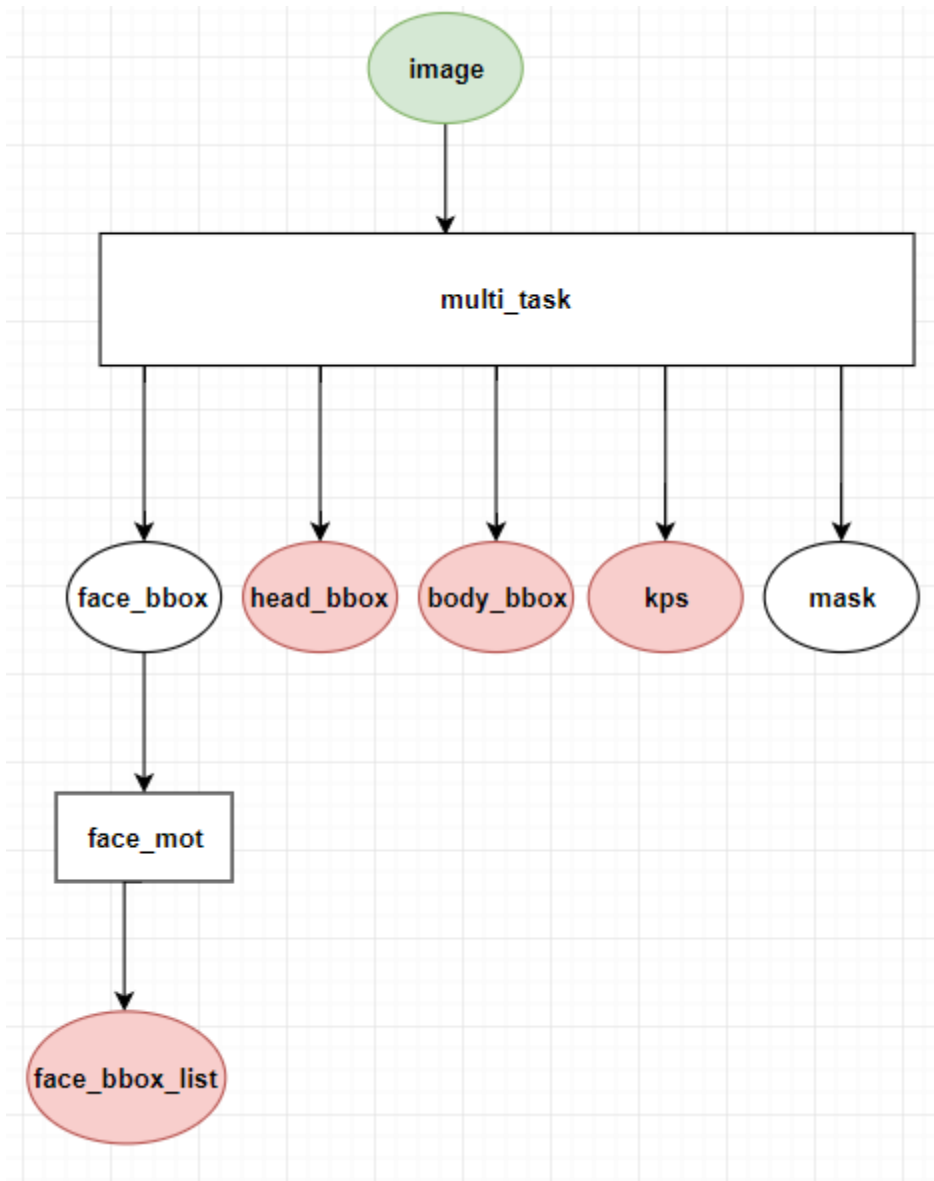 image
multi_task
face_bbox
head_bbox
body_bbox
kps
mask
face_mot
face_bbox_list